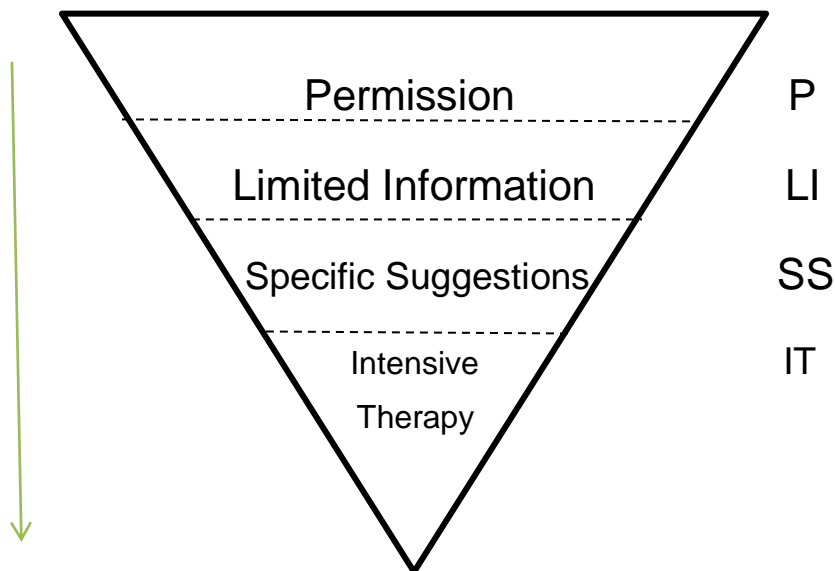 Permission P
Limited Information LI
Specific Suggestions SS
Intensive IT
Therapy